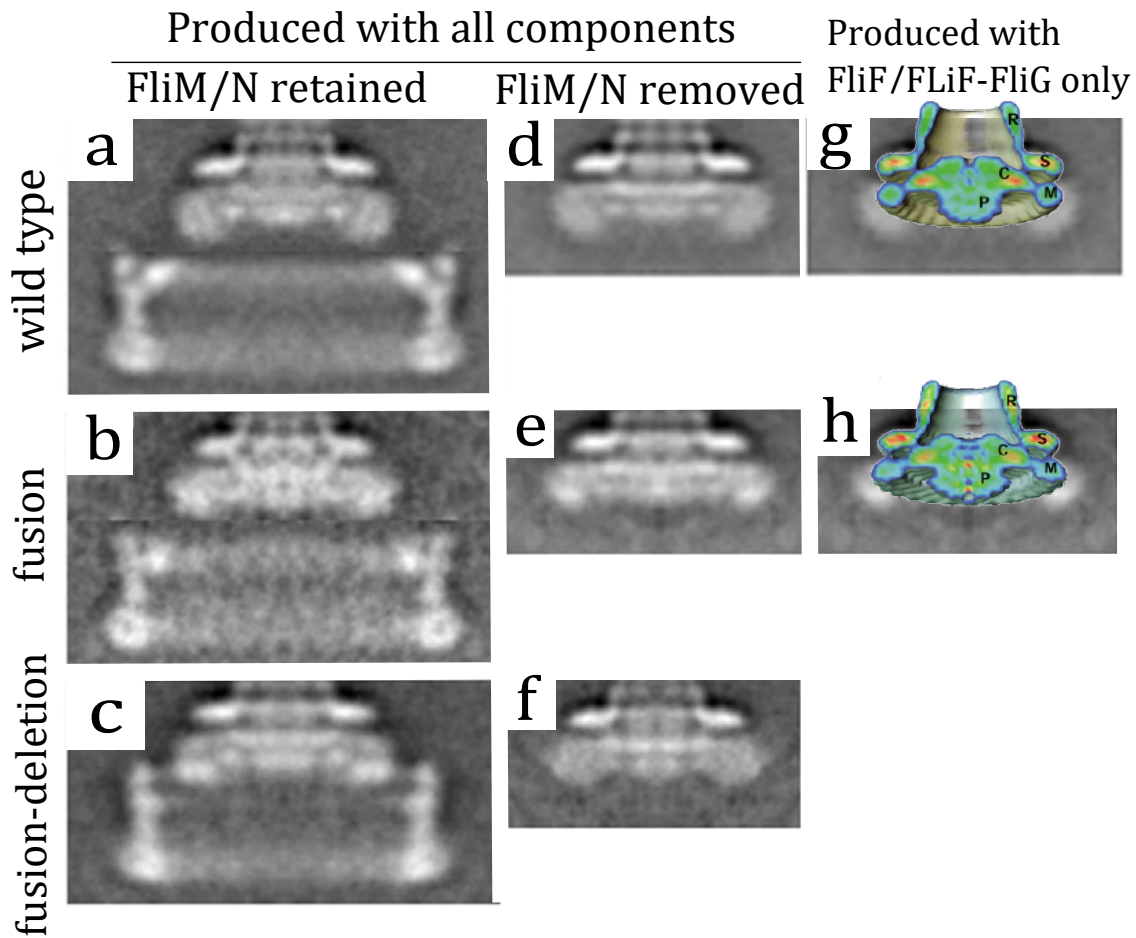 Produced with all components
FliM/N retained
FliM/N removed
Produced with
FliF/FLiF-FliG only
wild type
a
d
g
R
S
C
M
P
fusion
b
e
h
R
S
C
M
P
fusion-deletion
c
f